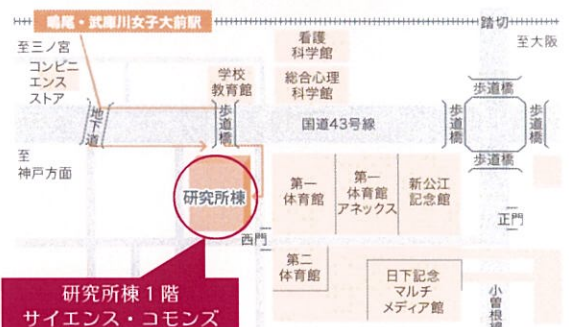 鳴尾・武庫川女子大前駅
踏切
至三ノ宮
至大阪
コンビニ
エンス
ストア
看護
科学館
学校
教育館
総合心理
科学館
歩道橋
地下道
歩道橋
国道43号線
歩道橋
歩道橋
歩道橋
至
神戸方面
研究所棟
第一
体育館
第一
体育館
アネックス
新公江
記念館
正門
西門
第二
体育館
日下記念
マルチ
メディア館
小曽根線
研究所棟1階
サイエンス・コモンズ